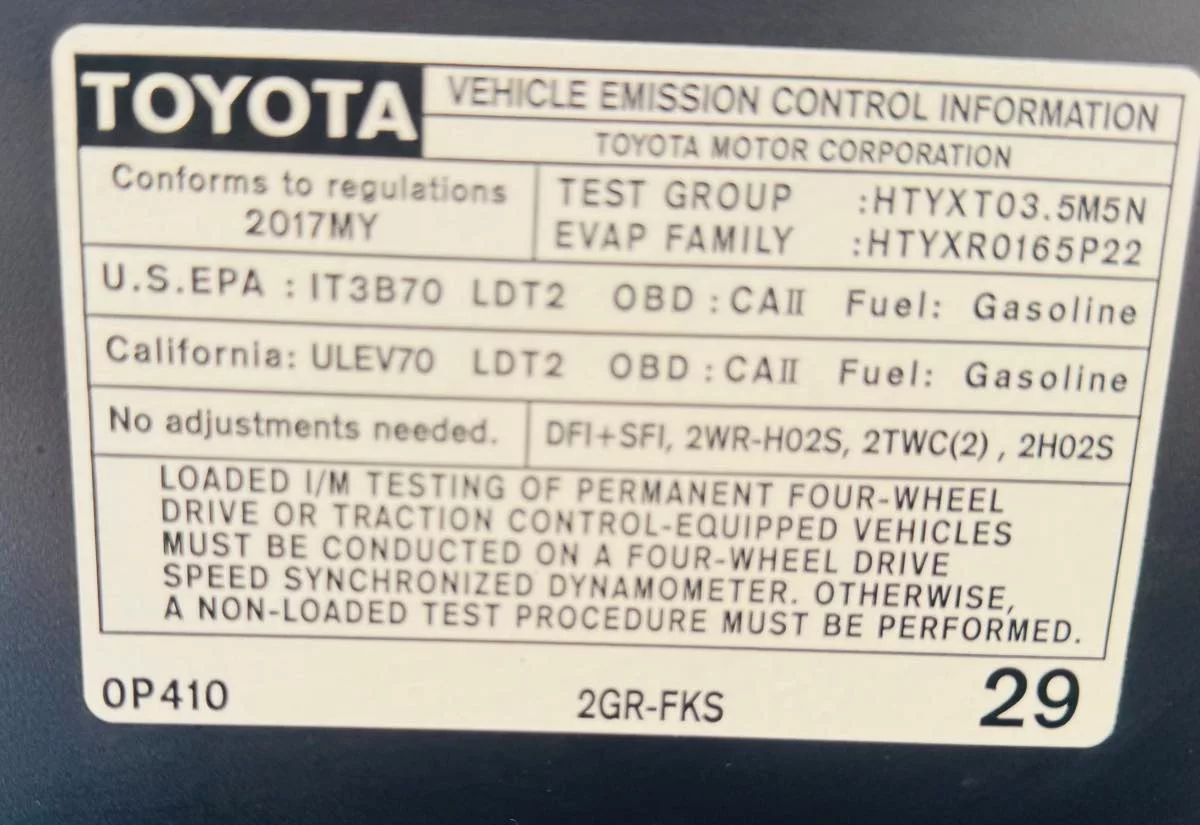 TOYOTA
VEHICLE EMISSION CONTROL INFORMATION
TOYOTA MOTOR CORPORATION
Conforms to regulations
2017MY
TEST GROUP :HTYXT03.5M5N
EVAP FAMILY :HTYXR0165P22
U.S.EPA : IT3B70 LDT2 OBD : CAⅡ Fuel: Gasoline
California: ULEV70 LDT2 OBD : CAⅡ Fuel: Gasoline
No adjustments needed.
DFI+SFI, 2WR-HO2S, 2TWC(2) , 2HO2S
LOADED I/M TESTING OF PERMANENT FOUR-WHEEL
DRIVE OR TRACTION CONTROL-EQUIPPED VEHICLES
MUST BE CONDUCTED ON A FOUR-WHEEL DRIVE
SPEED SYNCHRONIZED DYNAMOMETER. OTHERWISE,
A NON-LOADED TEST PROCEDURE MUST BE PERFORMED.
0P410
2GR-FKS
29